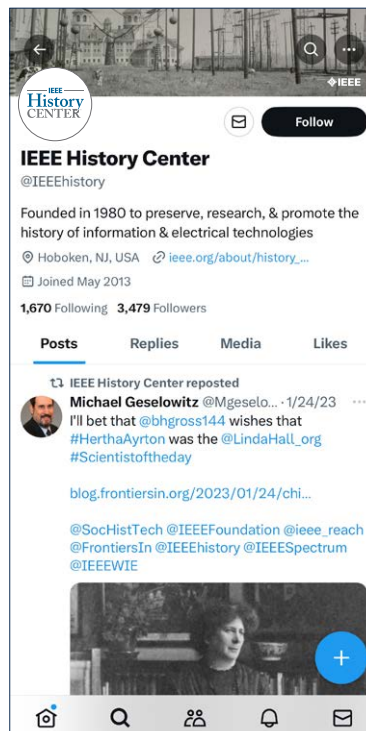 IEEE
IEEE
History
CENTER
Follow
IEEE History Center
@IEEEhistory
Founded in 1980 to preserve, research, & promote the
history of information & electrical technologies
Hoboken, NJ, USA ieee.org/about/history_...
Joined May 2013
1,670 Following 3,479 Followers
Posts Replies Media Likes
IEEE History Center reposted
Michael Geselowitz @Mgeselo... · 1/24/23 ...
I'll bet that @bhgross144 wishes that
#HerthaAyrton was the @LindaHall_org
#Scientistoftheday
blog.frontiersin.org/2023/01/24/chi...
@SocHistTech @IEEEFoundation @ieee_reach
@FrontiersIn @IEEEhistory @IEEESpectrum
@IEEEWIE